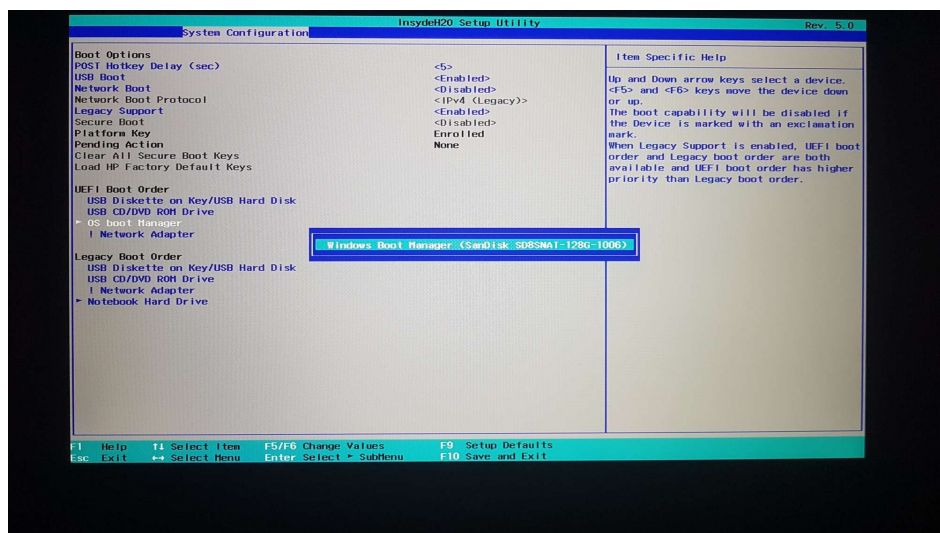 InsydeH20 Setup Utility Rev. 5.0
System Configuration
Boot Options
POST Hotkey Delay (sec) <5>
USB Boot <Enabled>
Network Boot <Disabled>
Network Boot Protocol <IPv4 (Legacy)>
Legacy Support <Enabled>
Secure Boot <Disabled>
Platform Key Enrolled
Pending Action None
Clear All Secure Boot Keys
Load HP Factory Default Keys
UEFI Boot Order
USB Diskette on Key/USB Hard Disk
USB CD/DVD ROM Drive
► OS boot Manager
! Network Adapter
Windows Boot Manager (SanDisk SD8SNAT-128G-1006)
Legacy Boot Order
USB Diskette on Key/USB Hard Disk
USB CD/DVD ROM Drive
! Network Adapter
► Notebook Hard Drive
Item Specific Help
Up and Down arrow keys select a device.
<F5> and <F6> keys move the device down
or up.
The boot capability will be disabled if
the Device is marked with an exclamation
mark.
When Legacy Support is enabled, UEFI boot
order and Legacy boot order are both
available and UEFI boot order has higher
priority than Legacy boot order.
F1 Help ↑↓ Select Item F5/F6 Change Values F9 Setup Defaults
Esc Exit ↔ Select Menu Enter Select ► SubMenu F10 Save and Exit